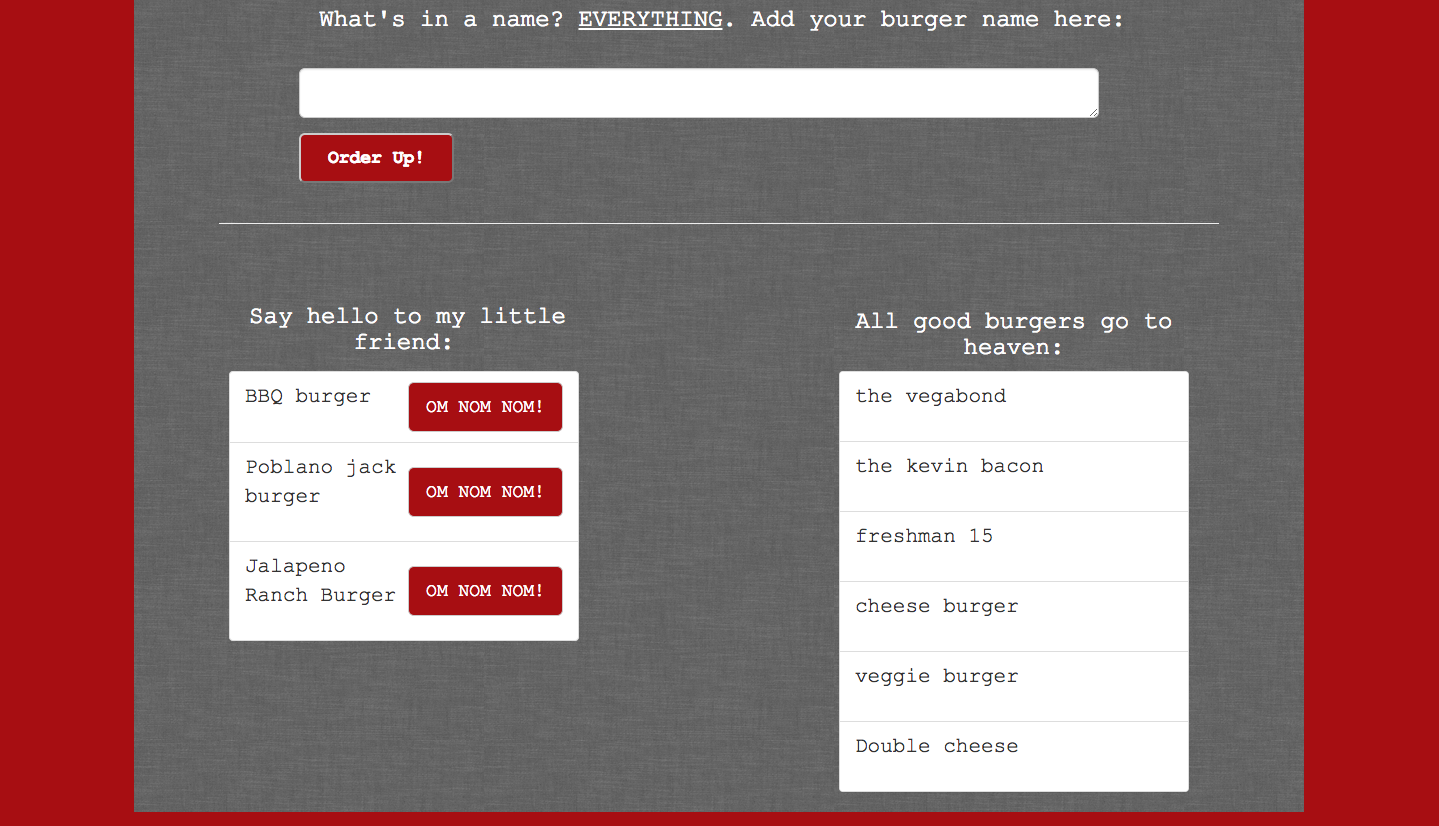 What's in a name? EVERYTHING. Add your burger name here:
Order Up!
Say hello to my little
friend:
BBQ burger
OM NOM NOM!
Poblano jack
burger
OM NOM NOM!
Jalapeno
Ranch Burger
OM NOM NOM!
All good burgers go to
heaven:
the vegabond
the kevin bacon
freshman 15
cheese burger
veggie burger
Double cheese